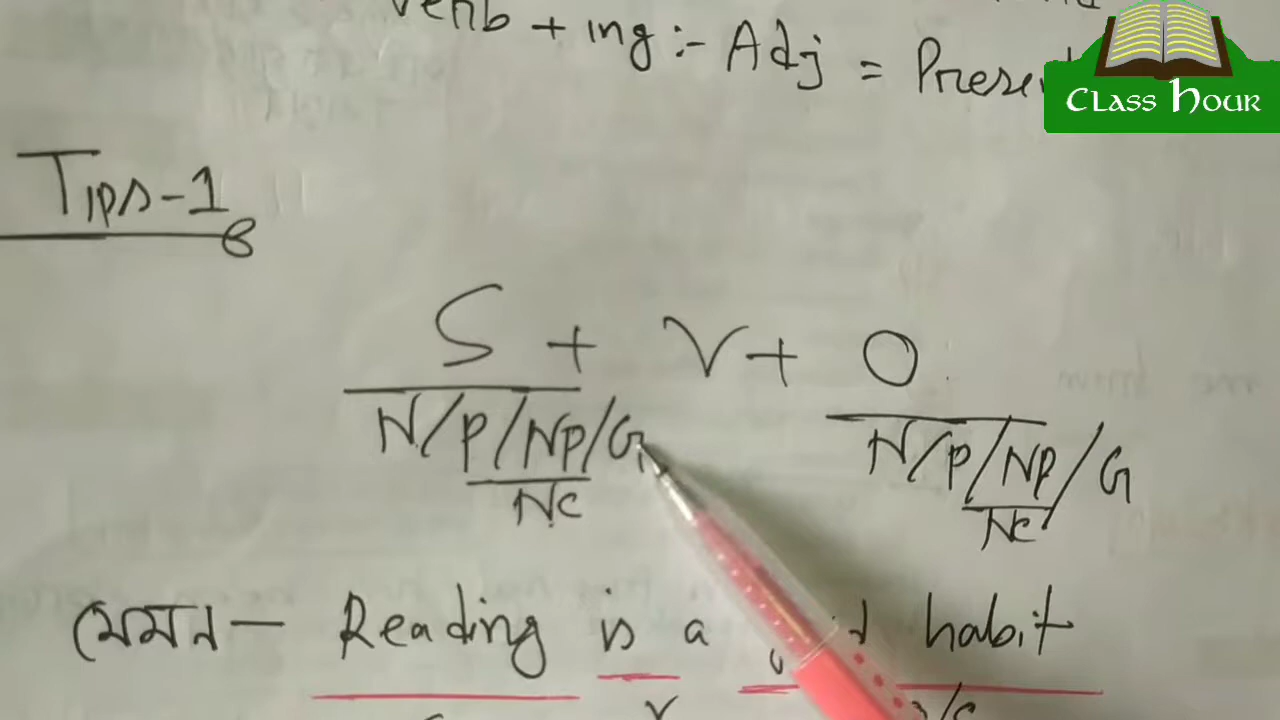 verb + ing :- Adj = Present
CLASS HOUR
Tips-1
S + V + O
N/P/NP/G N/P/NP/G
NC NC
যেমন - Reading is a habit
V